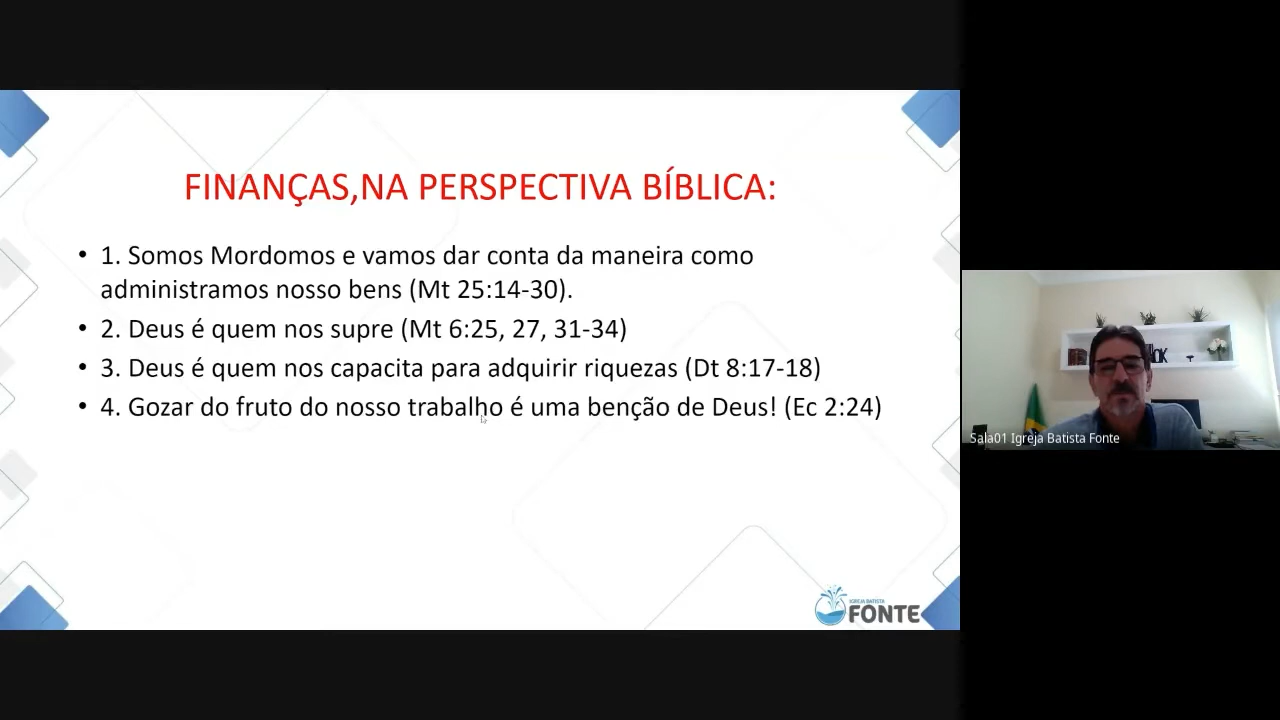 FINANÇAS,NA PERSPECTIVA BÍBLICA:
• 1. Somos Mordomos e vamos dar conta da maneira como
administramos nosso bens (Mt 25:14-30).
• 2. Deus é quem nos supre (Mt 6:25, 27, 31-34)
• 3. Deus é quem nos capacita para adquirir riquezas (Dt 8:17-18)
• 4. Gozar do fruto do nosso trabalho é uma benção de Deus! (Ec 2:24)
IGREJA BATISTA
FONTE
Sala01 Igreja Batista Fonte